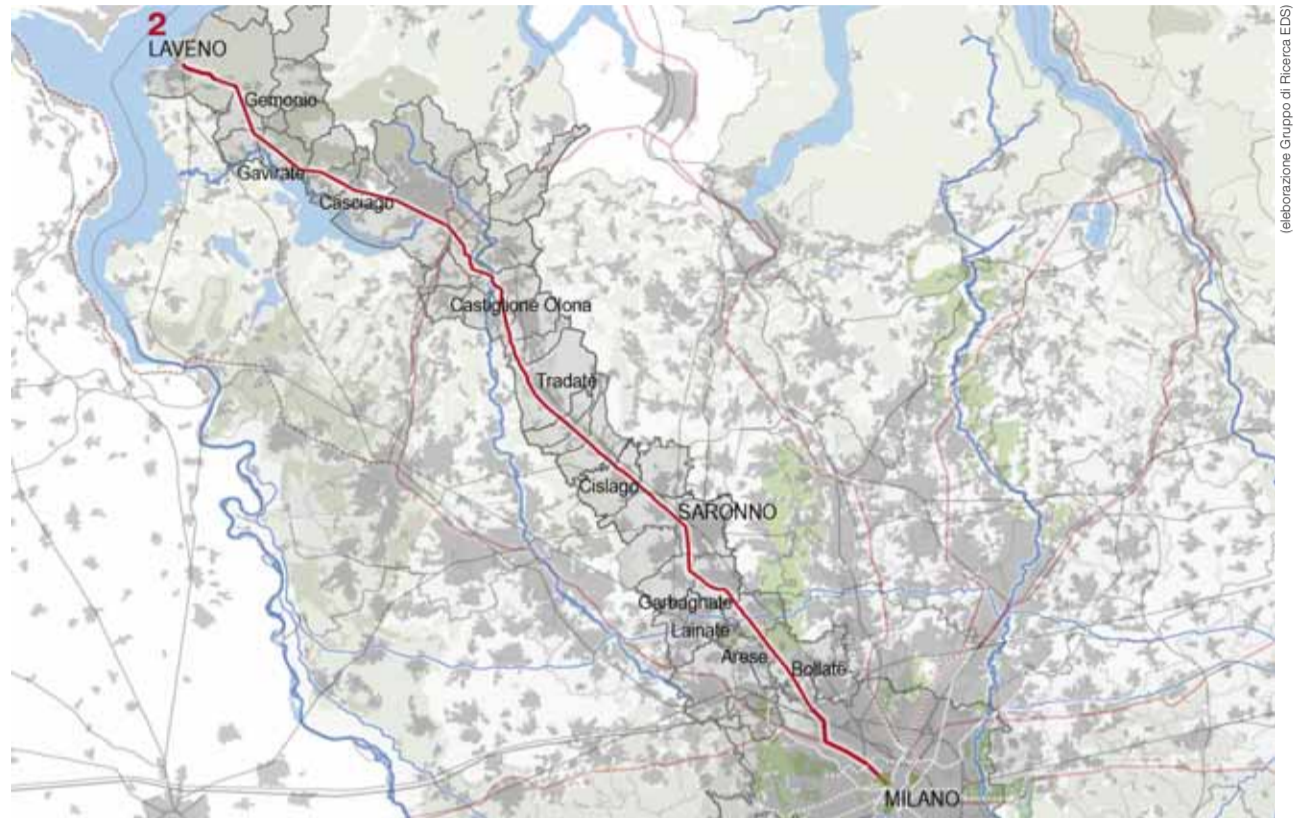 2
LAVENO
Gemonio
Gavirate
Casciago
Castiglione Olona
Tradate
Cislago
SARONNO
Garbagnate
Lainate
Arese
Bollate
MILANO
(eleborazione Gruppo di Ricerca EDS)